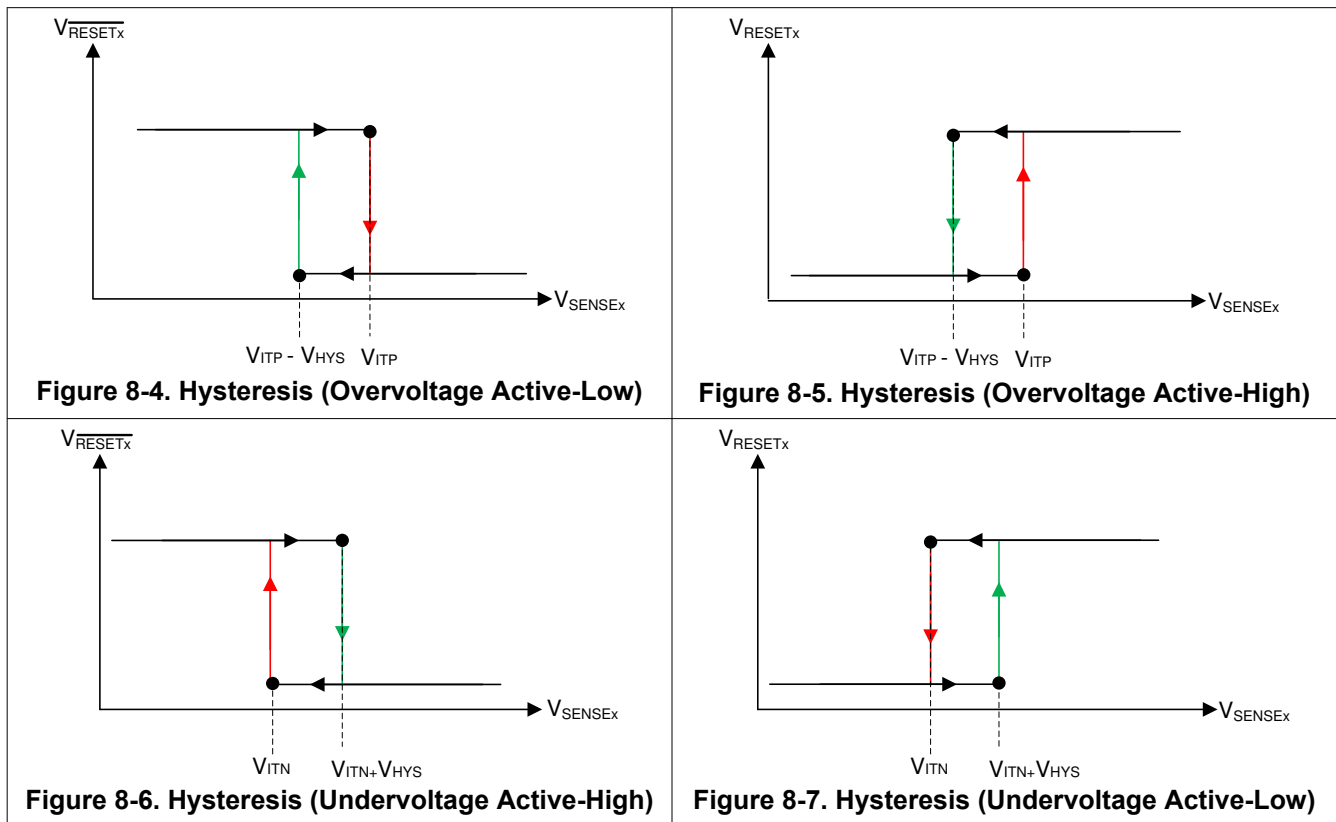 VRESETx
VSENSEx
VITP - VHYS
VITP
Figure 8-4. Hysteresis (Overvoltage Active-Low)
VRESETx
VSENSEx
VITP - VHYS
VITP
Figure 8-5. Hysteresis (Overvoltage Active-High)
VRESETx
VSENSEx
VITN
VITN+VHYS
Figure 8-6. Hysteresis (Undervoltage Active-High)
VRESETx
VSENSEx
VITN
VITN+VHYS
Figure 8-7. Hysteresis (Undervoltage Active-Low)